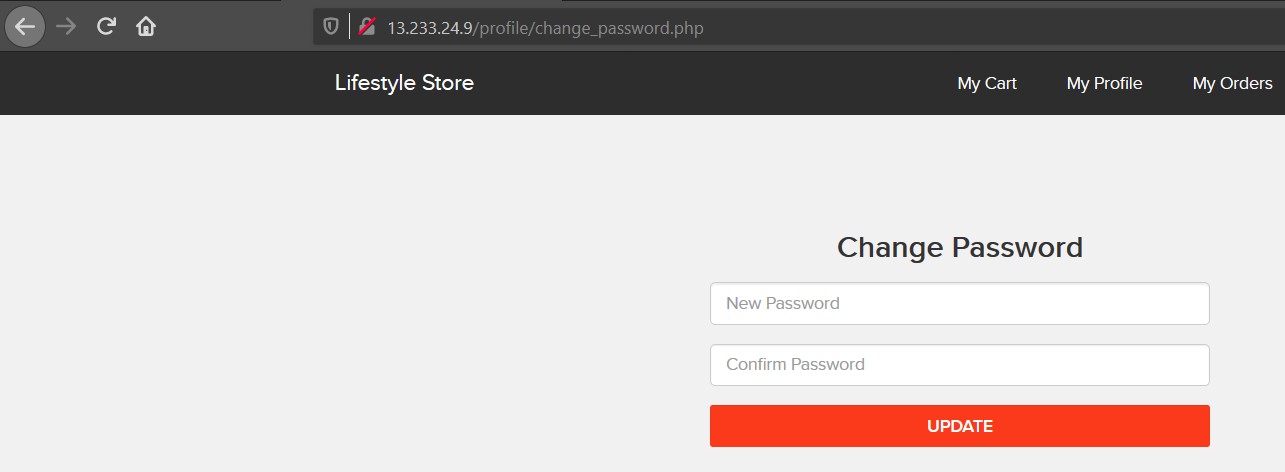 13.233.24.9/profile/change_password.php
Lifestyle Store My Cart My Profile My Orders
Change Password
New Password
Confirm Password
UPDATE